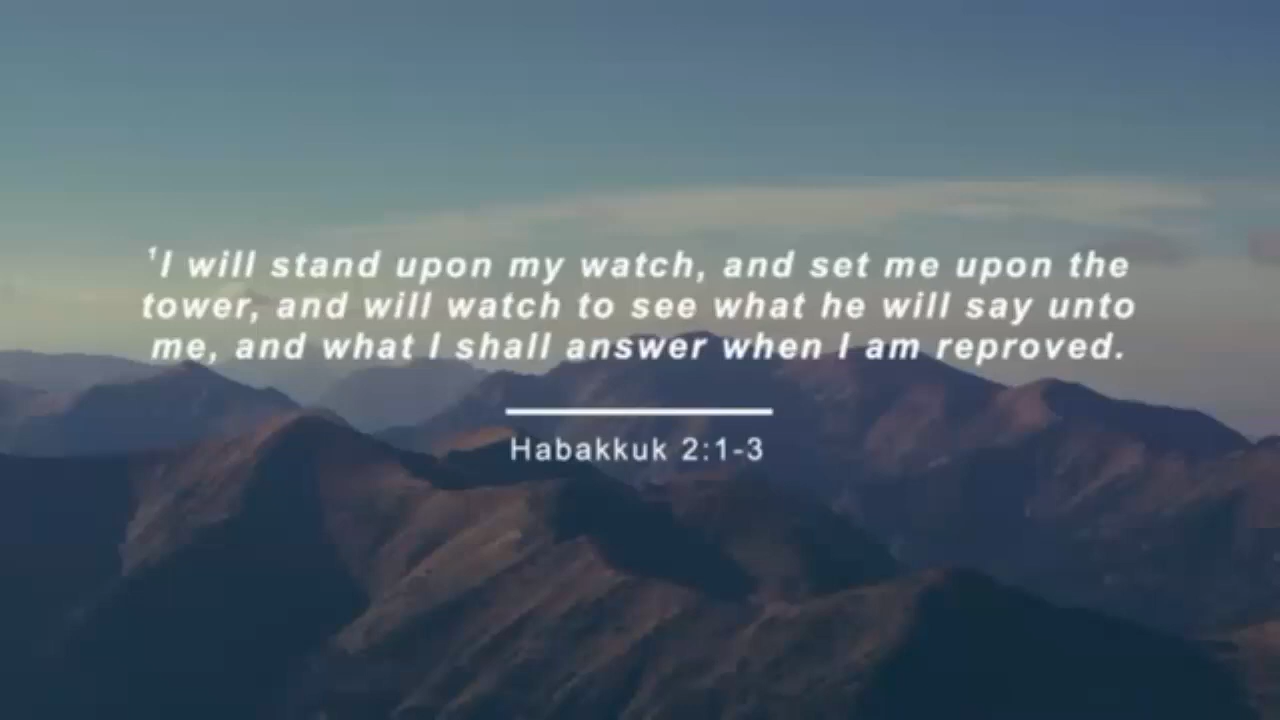 ¹I will stand upon my watch, and set me upon the
tower, and will watch to see what he will say unto
me, and what I shall answer when I am reproved.
Habakkuk 2:1-3